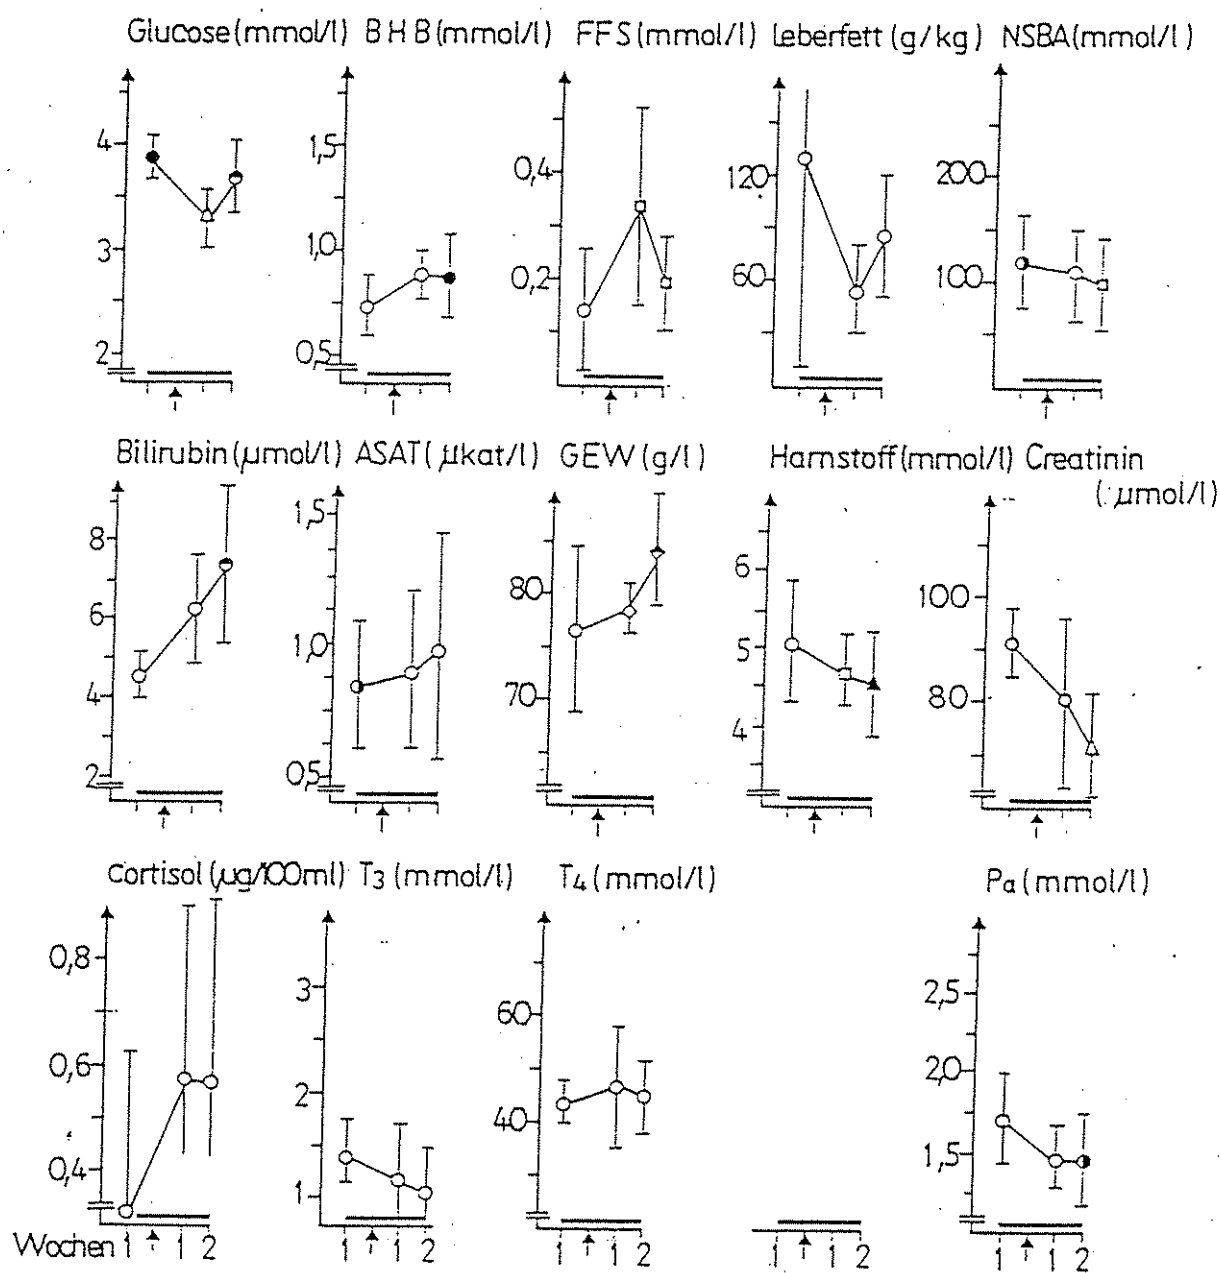 Glucose (mmol/l) BHB (mmol/l) FFS (mmol/l) Leberfett (g/kg) NSBA (mmol/l)
4 1,5 0,4 120 200
3 1,0 0,2 60 100
2 0,5
Bilirubin (µmol/l) ASAT (µkat/l) GEW (g/l) Harnstoff (mmol/l) Creatinin
(µmol/l)
8 1,5 80 6 100
6 1,0 70 5 80
4 0,5 4
2
Cortisol (µg/100ml) T3 (mmol/l) T4 (mmol/l) Pa (mmol/l)
0,8 3 60 2,5
0,6 2 40 2,0
0,4 1 1,5
Wochen 1 1 2 1 1 2 1 1 2 1 1 2 1 1 2